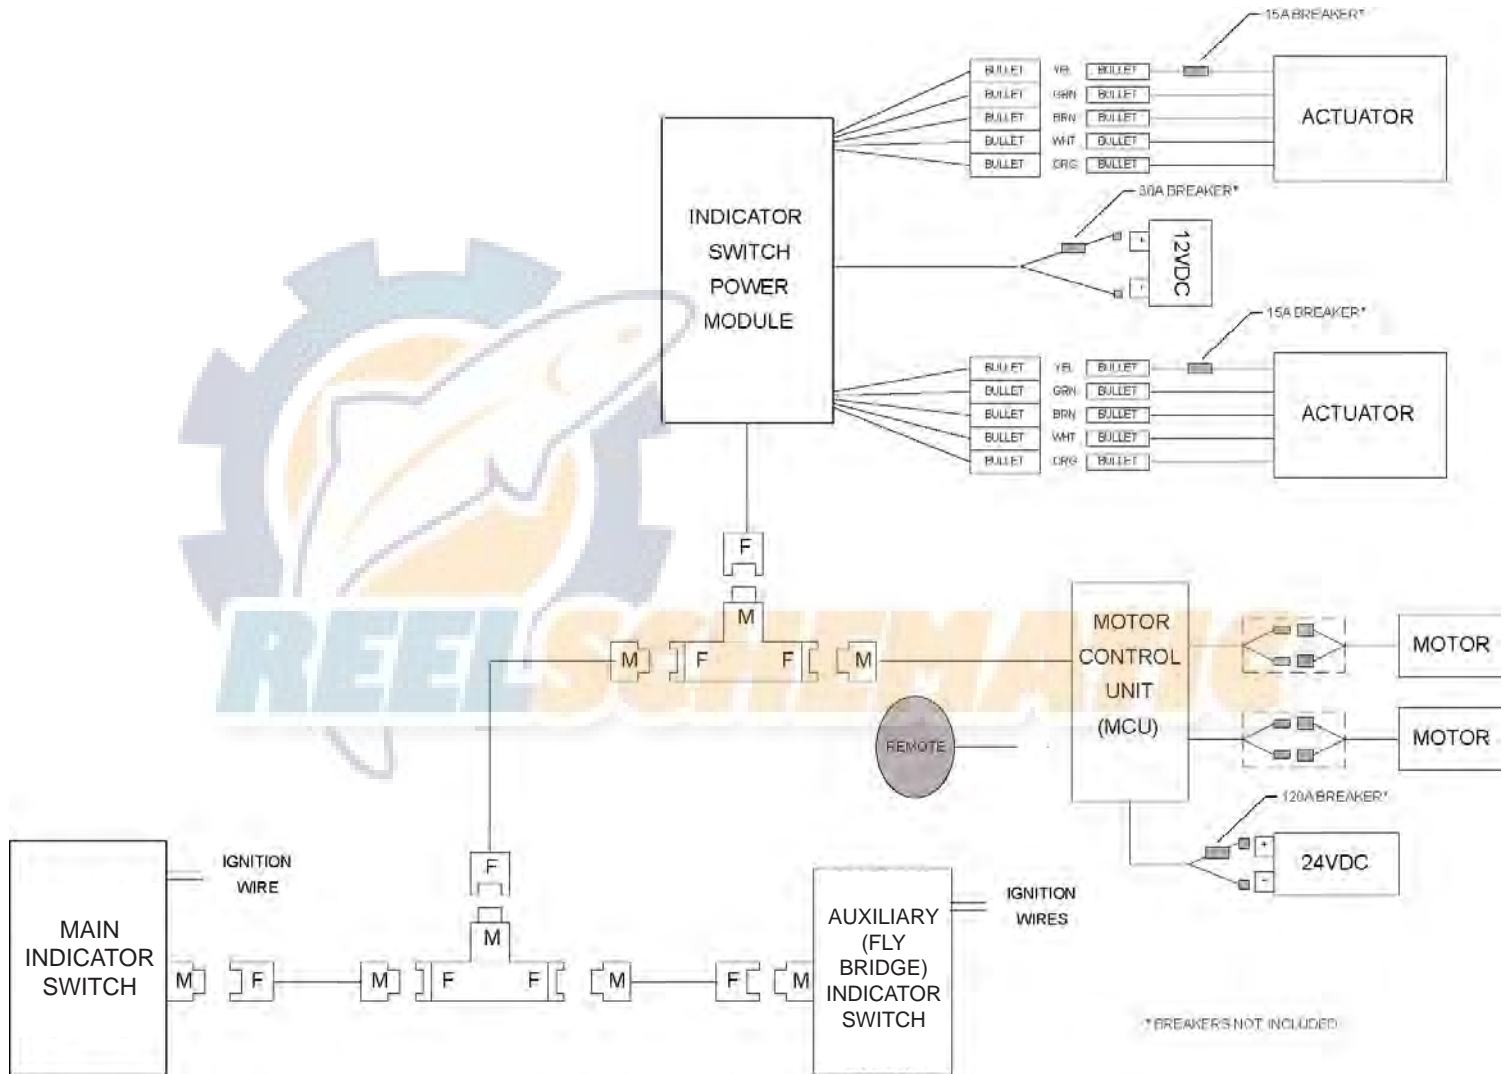 15A BREAKER*
BULLET YEL BULLET
BULLET GRN BULLET
BULLET BRN BULLET
BULLET WHT BULLET
BULLET ORG BULLET
ACTUATOR
INDICATOR
SWITCH
POWER
MODULE
30A BREAKER*
+
-
12VDC
15A BREAKER*
BULLET YEL BULLET
BULLET GRN BULLET
BULLET BRN BULLET
BULLET WHT BULLET
BULLET ORG BULLET
ACTUATOR
F
M
M F F M
REELSCHEMATIC
MOTOR
CONTROL
UNIT
(MCU)
MOTOR
REMOTE
MOTOR
120A BREAKER*
+
-
24VDC
IGNITION
WIRE
MAIN
INDICATOR
SWITCH
F
M
M F M F F M F M
AUXILIARY
(FLY
BRIDGE)
INDICATOR
SWITCH
IGNITION
WIRES
* BREAKERS NOT INCLUDED